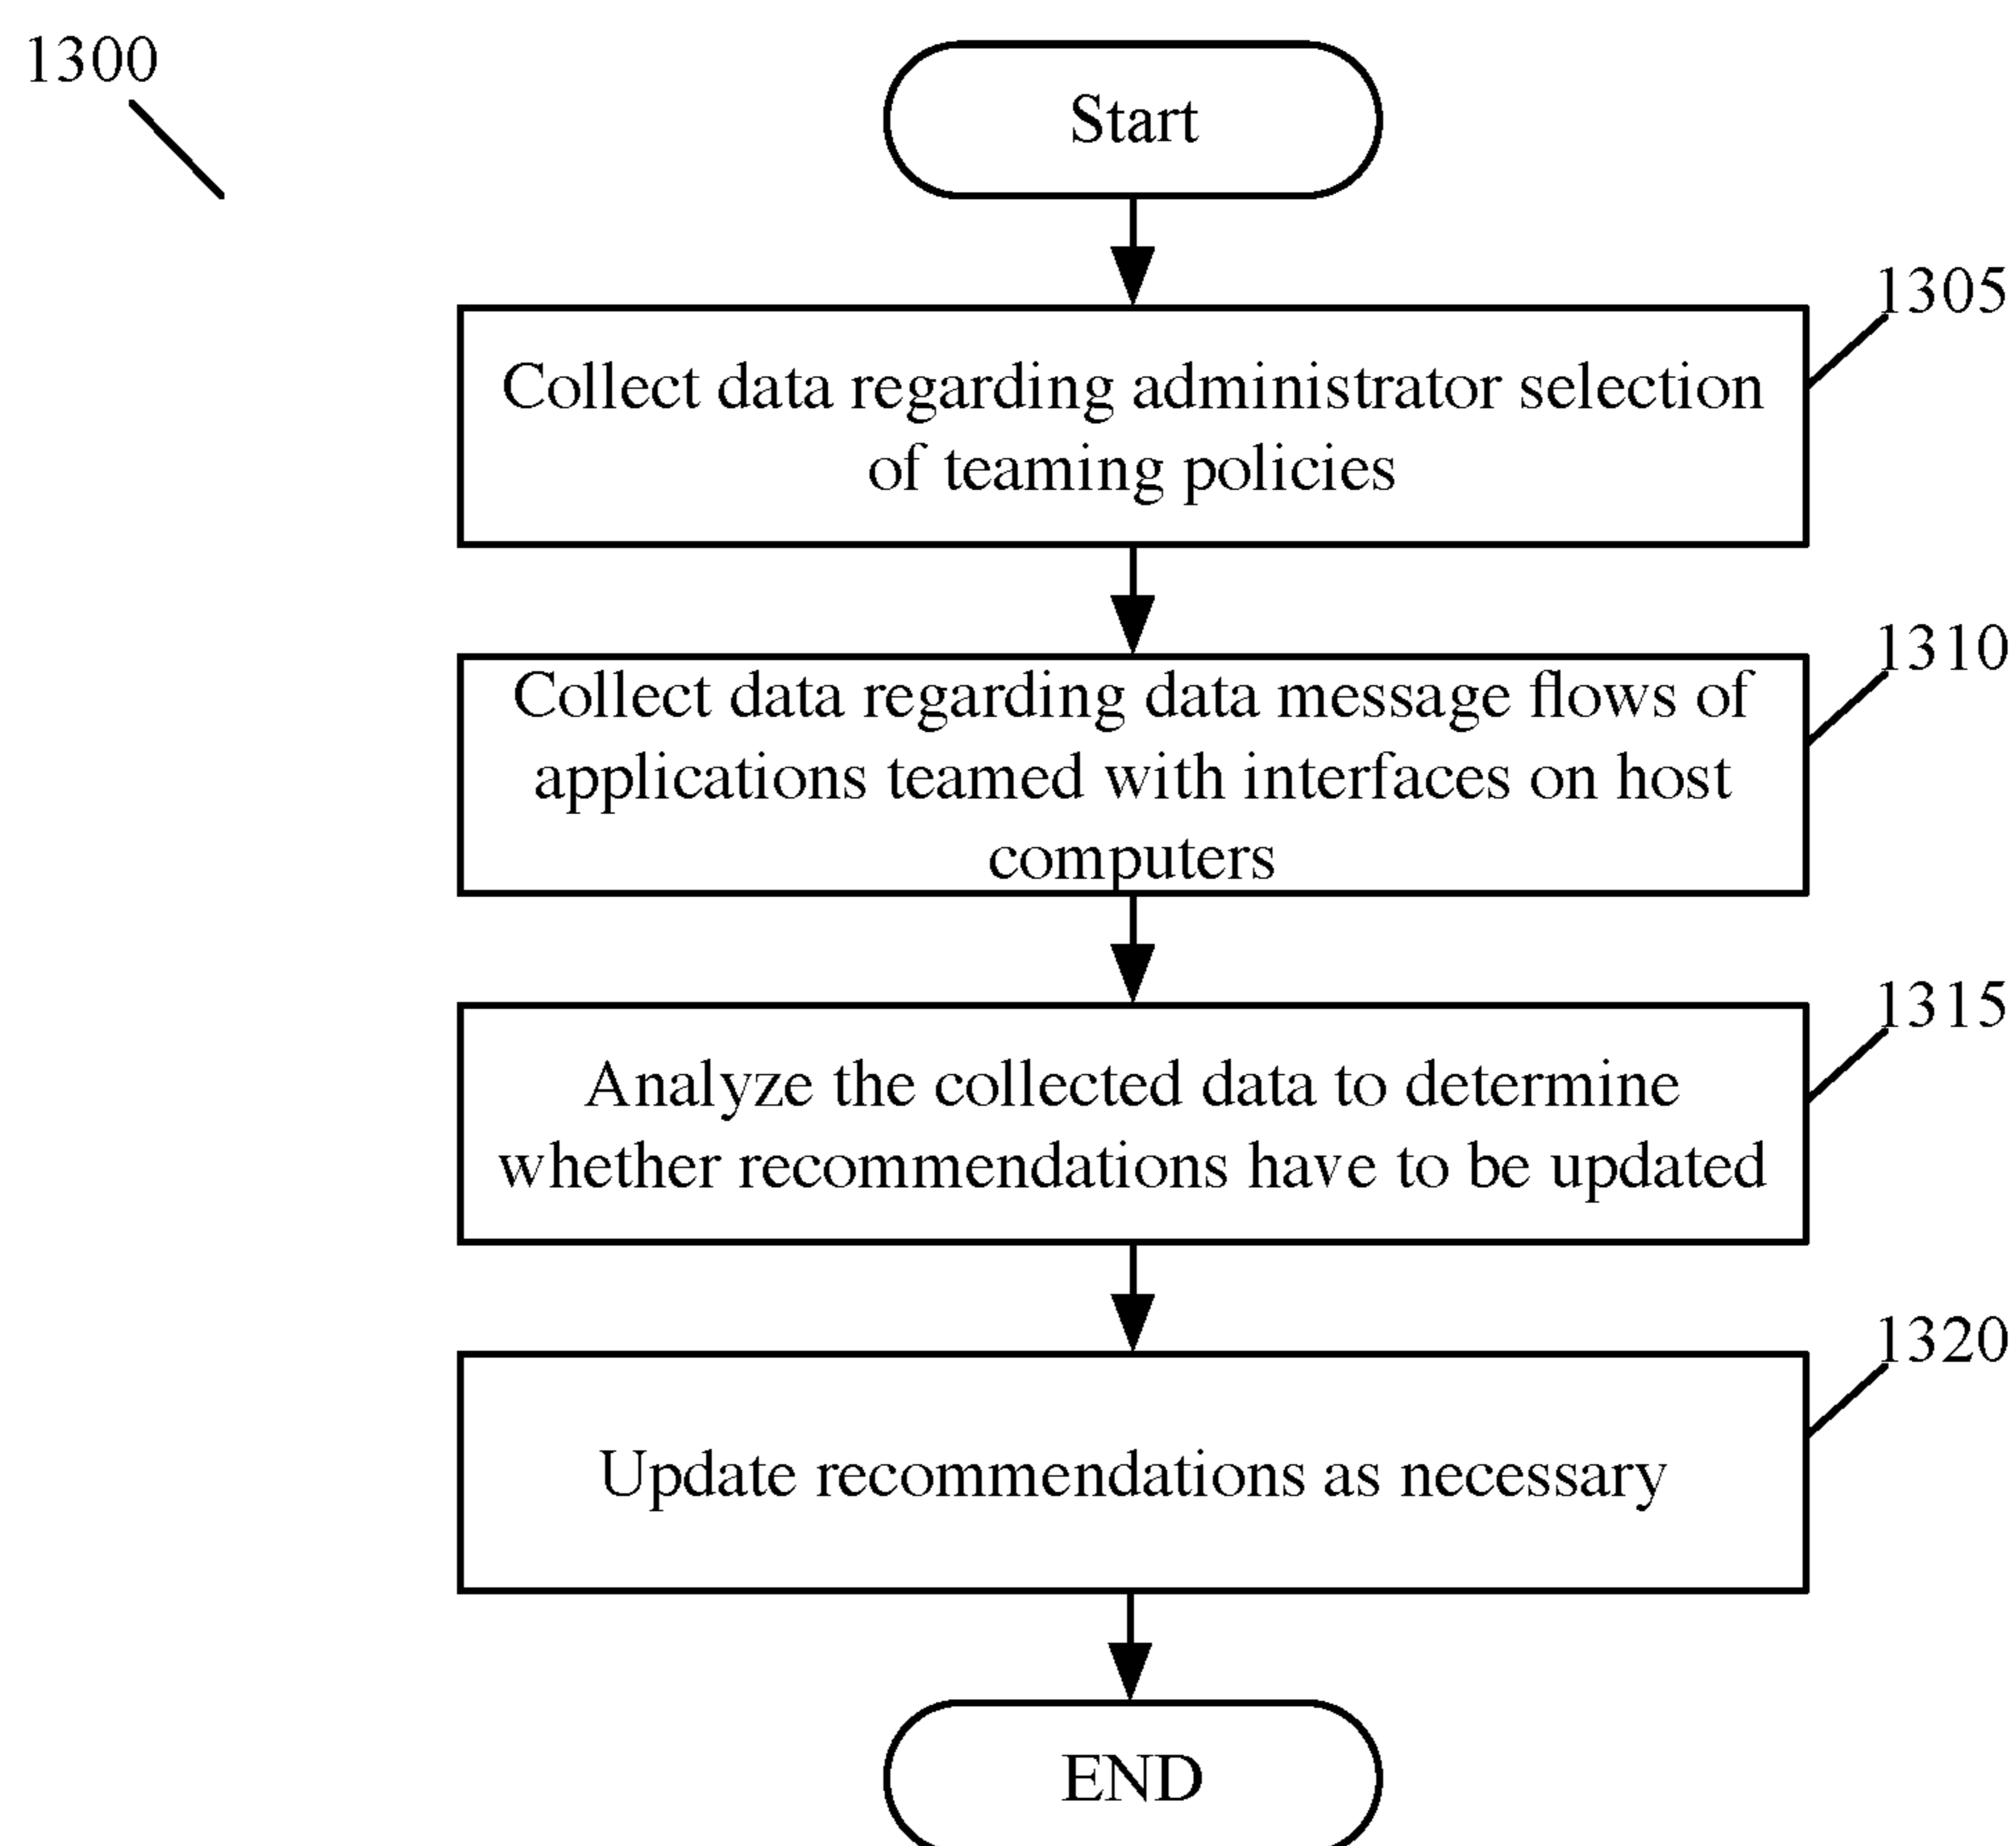 1300
Start
1305
Collect data regarding administrator selection
of teaming policies
1310
Collect data regarding data message flows of
applications teamed with interfaces on host
computers
1315
Analyze the collected data to determine
whether recommendations have to be updated
1320
Update recommendations as necessary
END